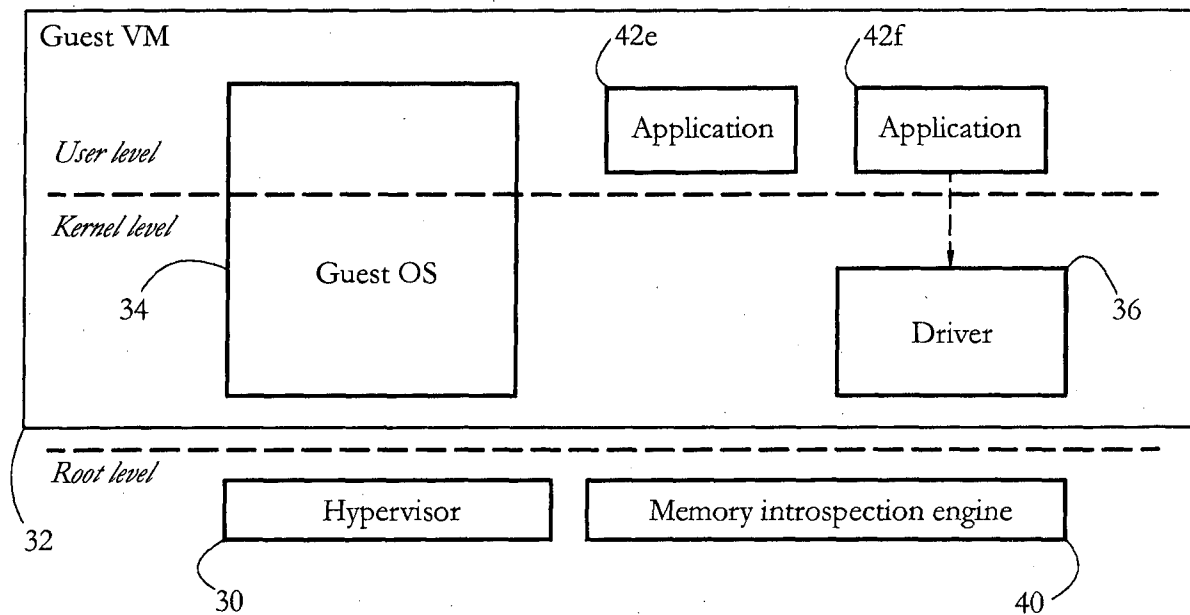 Guest VM
42e
42f
Application
Application
User level
Kernel level
Guest OS
34
36
Driver
Root level
Hypervisor
Memory introspection engine
32
30
40